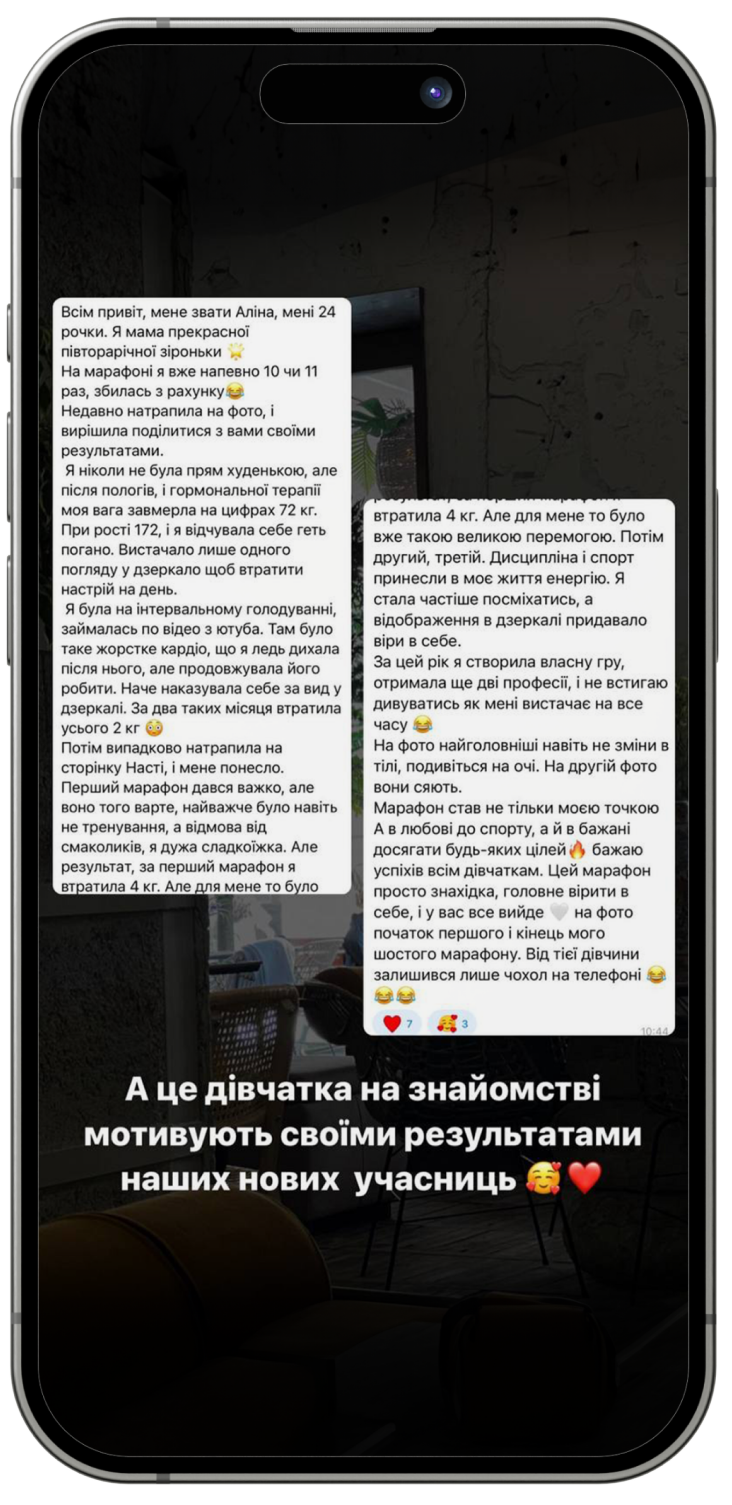 Всім привіт, мене звати Аліна, мені 24
рочки. Я мама прекрасної
півторарічної зіроньки 🌟
На марафоні я вже напевно 10 чи 11
раз, збилась з рахунку😂
Недавно натрапила на фото, і
вирішила поділитися з вами своїми
результатами.
Я ніколи не була прям худенькою, але
після пологів, і гормональної терапії
моя вага завмерла на цифрах 72 кг.
При рості 172, і я відчувала себе геть
погано. Вистачало лише одного
погляду у дзеркало щоб втратити
настрій на день.
Я була на інтервальному голодуванні,
займалась по відео з ютуба. Там було
таке жорстке кардіо, що я ледь дихала
після нього, але продовжувала його
робити. Наче наказувала себе за вид у
дзеркалі. За два таких місяця втратила
усього 2 кг 😳
Потім випадково натрапила на
сторінку Насті, і мене понесло.
Перший марафон дався важко, але
воно того варте, найважче було навіть
не тренування, а відмова від
смаколиків, я дужа сладкоїжка. Але
результат, за перший марафон я
втратила 4 кг. Але для мене то було
результат, за перший марафон я
втратила 4 кг. Але для мене то було
вже такою великою перемогою. Потім
другий, третій. Дисципліна і спорт
принесли в моє життя енергію. Я
стала частіше посміхатись, а
відображення в дзеркалі придавало
віри в себе.
За цей рік я створила власну гру,
отримала ще дві професії, і не встигаю
дивуватись як мені вистачає на все
часу 😂
На фото найголовніші навіть не зміни в
тілі, подивіться на очі. На другій фото
вони сяють.
Марафон став не тільки моєю точкою
А в любові до спорту, а й в бажані
досягати будь-яких цілей🔥 бажаю
успіхів всім дівчаткам. Цей марафон
просто знахідка, головне вірити в
себе, і у вас все вийде 🤍 на фото
початок першого і кінець мого
шостого марафону. Від тієї дівчини
залишився лише чохол на телефоні 😂
😂😂
❤️ 7 🥰 3
10:44
А це дівчатка на знайомстві
мотивують своїми результатами
наших нових учасниць 🥰❤️